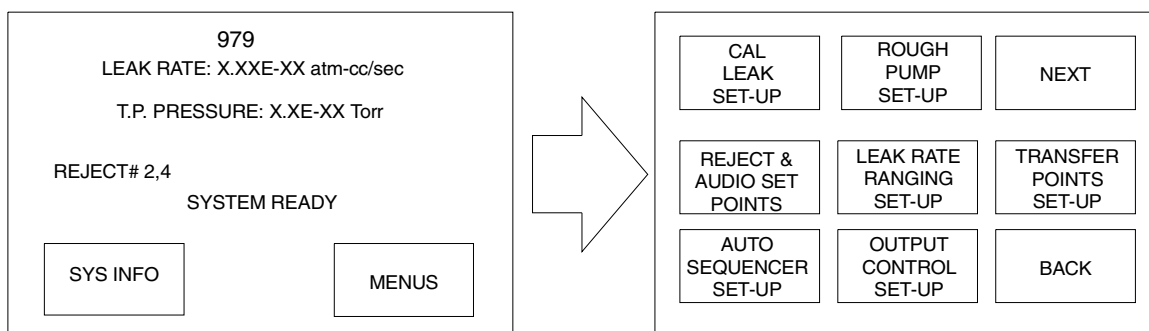 979
LEAK RATE: X.XXE-XX atm-cc/sec
T.P. PRESSURE: X.XE-XX Torr
REJECT# 2,4
SYSTEM READY
SYS INFO
MENUS
CAL
LEAK
SET-UP
ROUGH
PUMP
SET-UP
NEXT
REJECT &
AUDIO SET
POINTS
LEAK RATE
RANGING
SET-UP
TRANSFER
POINTS
SET-UP
AUTO
SEQUENCER
SET-UP
OUTPUT
CONTROL
SET-UP
BACK